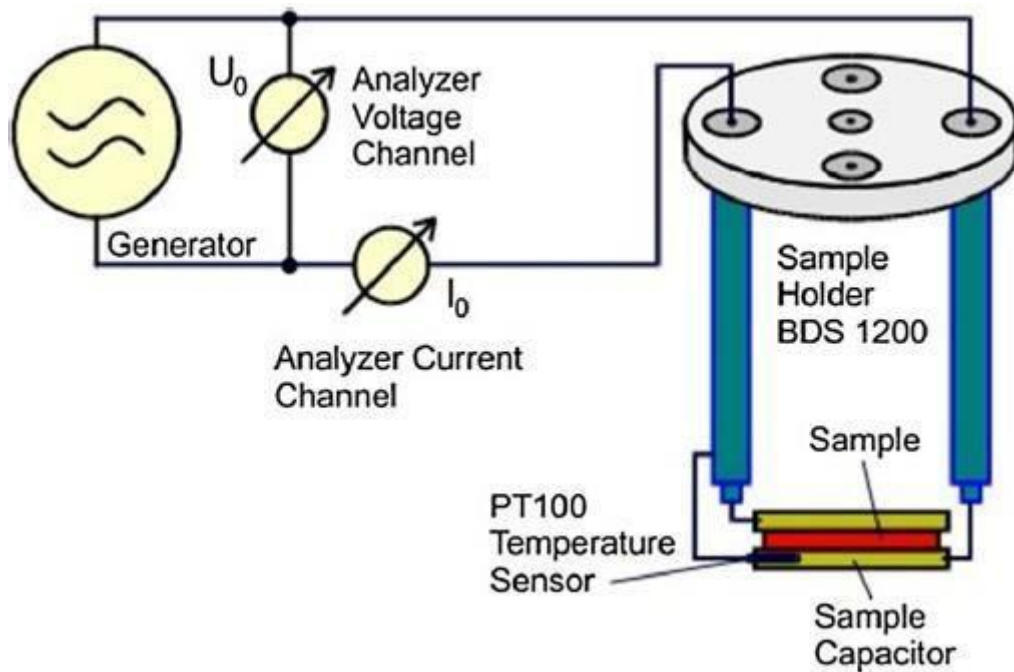 U₀
Analyzer
Voltage
Channel
Generator
I₀
Analyzer Current
Channel
Sample
Holder
BDS 1200
Sample
PT100
Temperature
Sensor
Sample
Capacitor